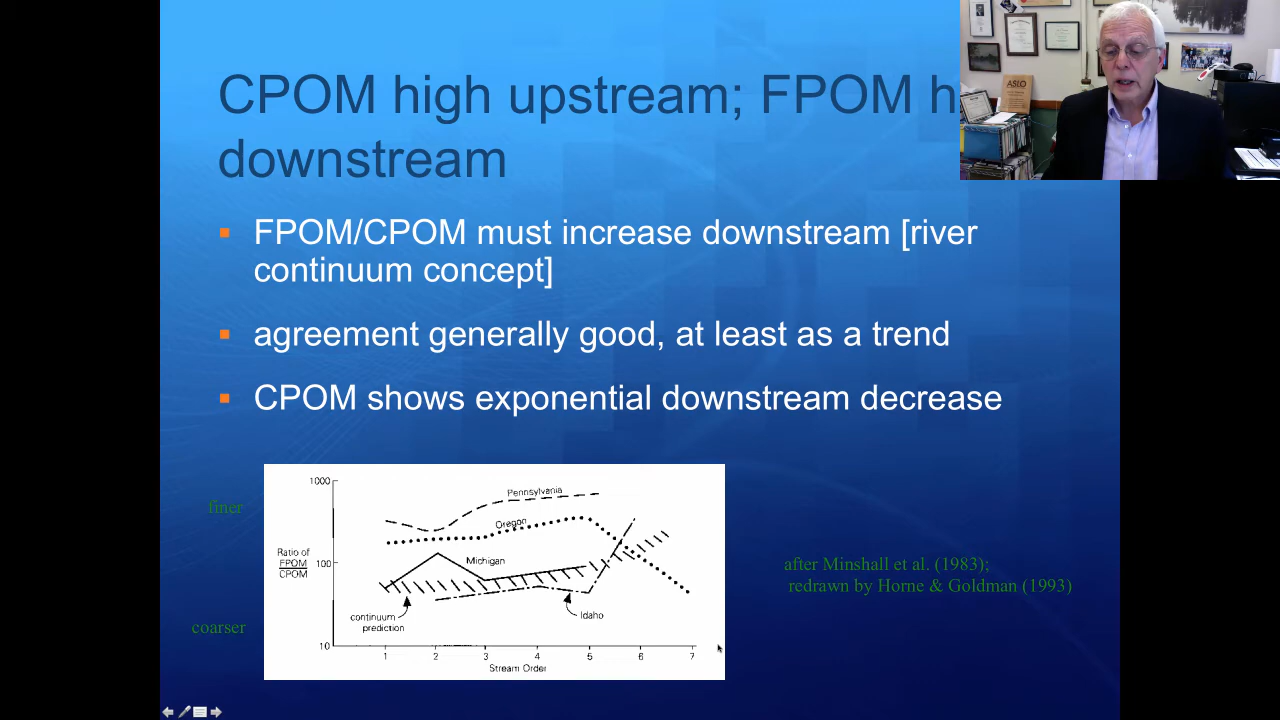 CPOM high upstream; FPOM h
downstream
ASLO
FPOM/CPOM must increase downstream [river
continuum concept]
agreement generally good, at least as a trend
CPOM shows exponential downstream decrease
finer
coarser
1000
100
10
Ratio of
FPOM
CPOM
Pennsylvania
Oregon
Michigan
continuum
prediction
Idaho
1 2 3 4 5 6 7
Stream Order
after Minshall et al. (1983);
redrawn by Horne & Goldman (1993)